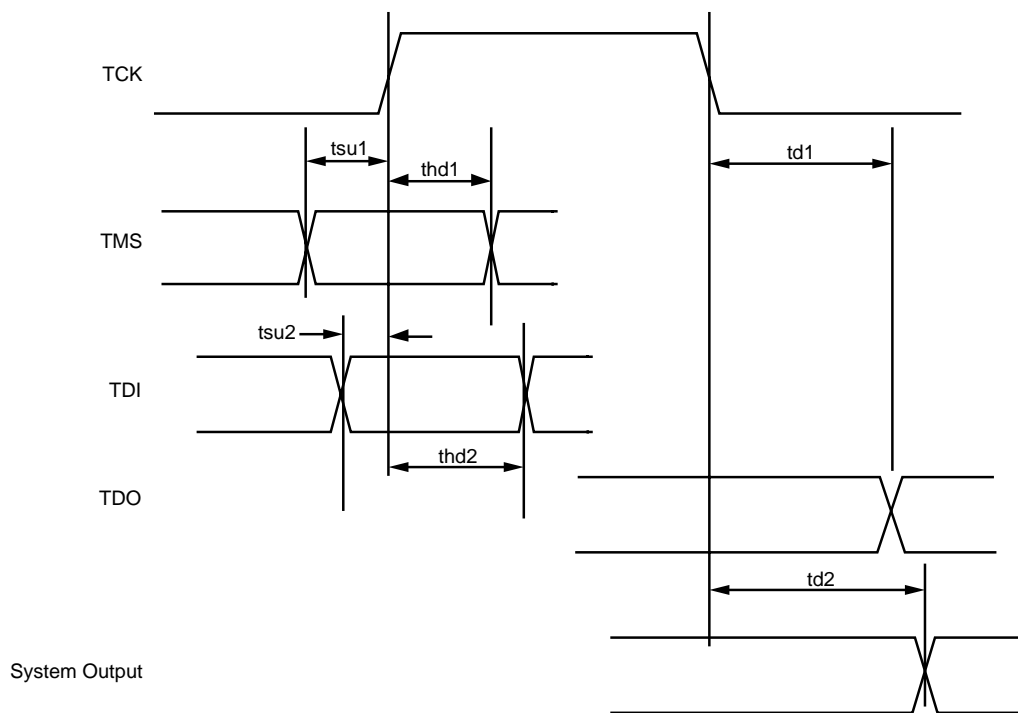 TCK
tsu1
thd1
td1
TMS
tsu2
TDI
thd2
TDO
td2
System Output